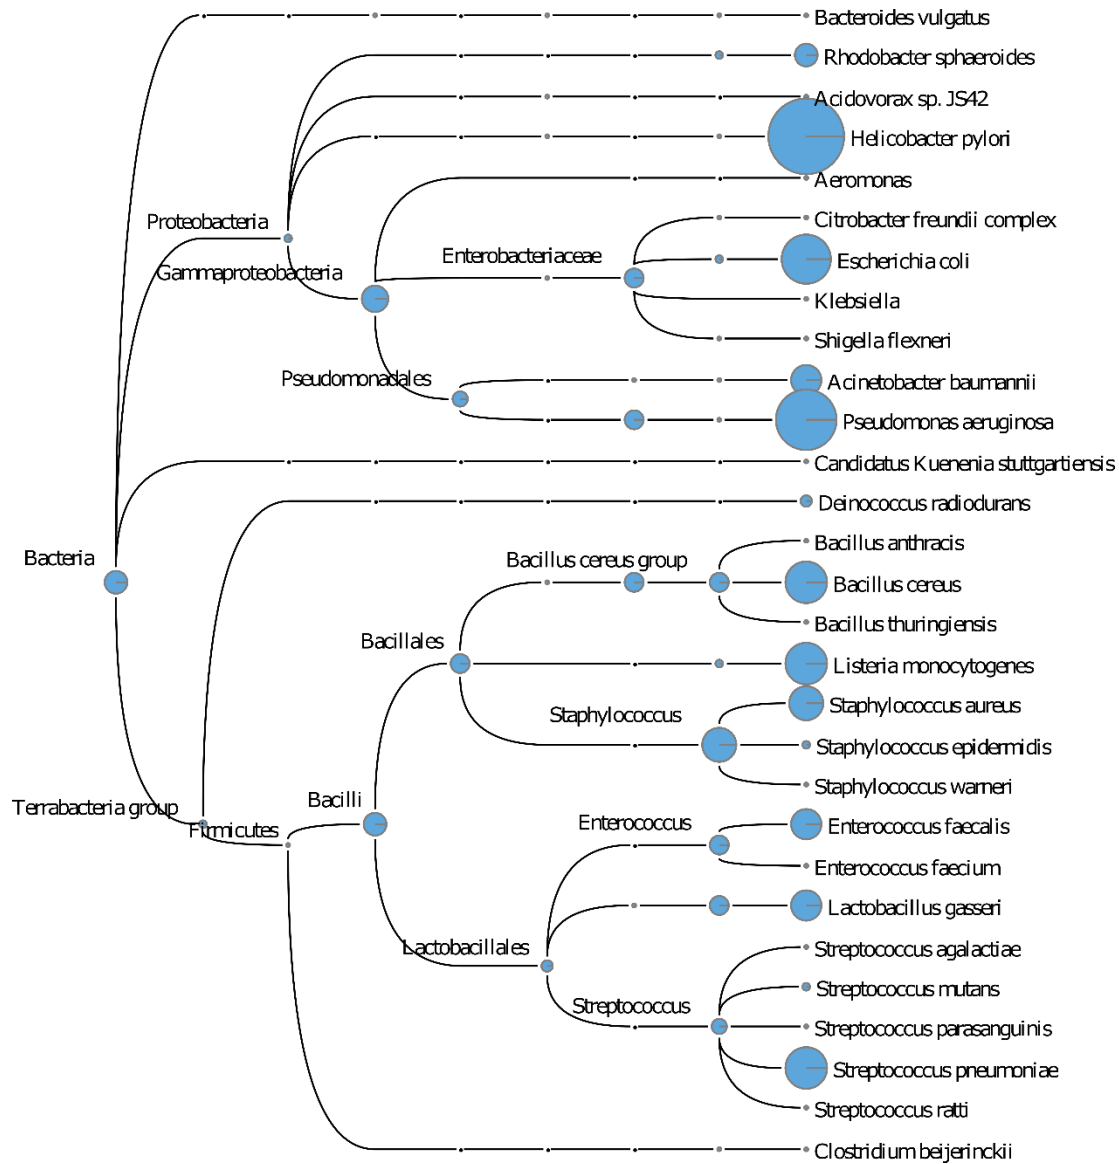 Bacteroides vulgatus
Rhodobacter sphaeroides
Acidovorax sp. JS42
Helicobacter pylori
Aeromonas
Proteobacteria
Citrobacter freundii complex
Enterobacteriaceae
Escherichia coli
Gammaproteobacteria
Klebsiella
Shigella flexneri
Pseudomonadales
Acinetobacter baumannii
Pseudomonas aeruginosa
Candidatus Kuenenia stuttgartiensis
Deinococcus radiodurans
Bacillus anthracis
Bacteria
Bacillus cereus group
Bacillus cereus
Bacillus thuringiensis
Bacillales
Listeria monocytogenes
Staphylococcus aureus
Staphylococcus
Staphylococcus epidermidis
Staphylococcus warneri
Terrabacteria group
Bacilli
Firmicutes
Enterococcus
Enterococcus faecalis
Enterococcus faecium
Lactobacillus gasseri
Lactobacillales
Streptococcus agalactiae
Streptococcus mutans
Streptococcus
Streptococcus parasanguinis
Streptococcus pneumoniae
Streptococcus ratti
Clostridium beijerinckii